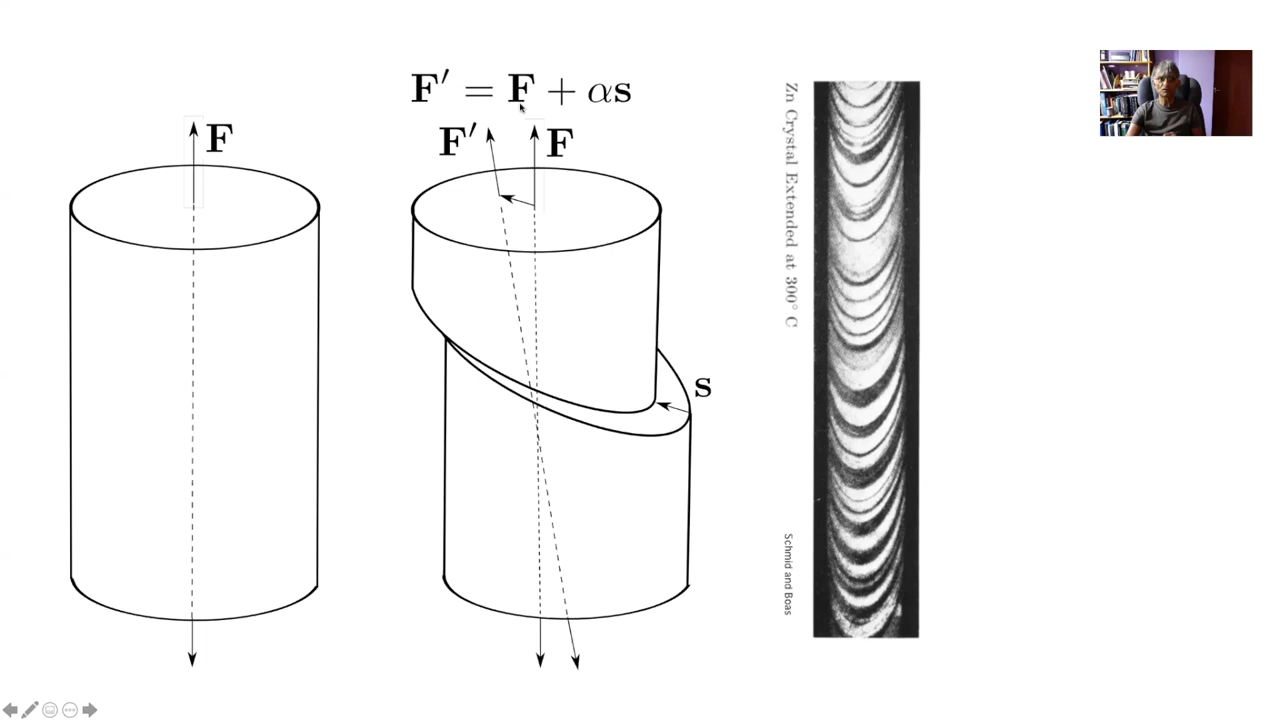 F′ = F + αs
F
F′
F
s
Zn Crystal Extended at 300° C
Schmid and Boas